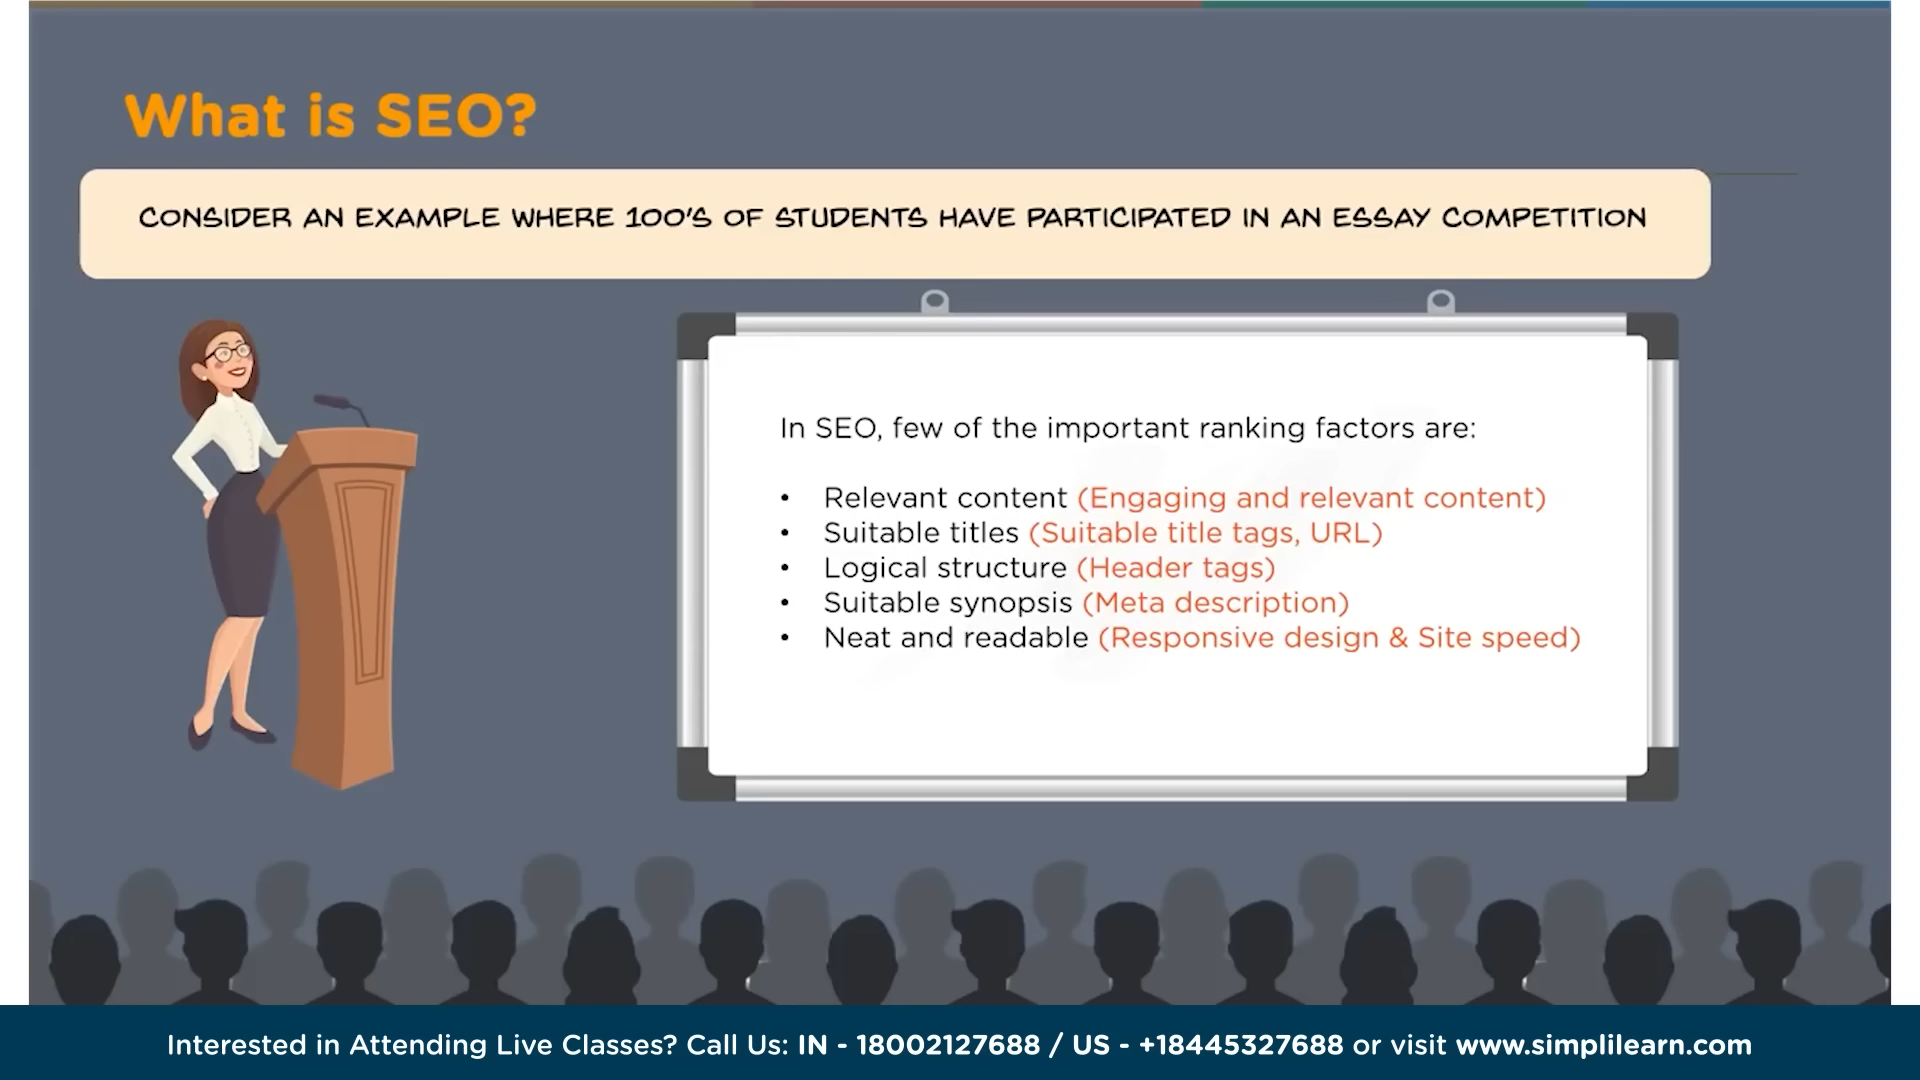 What is SEO?
CONSIDER AN EXAMPLE WHERE 100'S OF STUDENTS HAVE PARTICIPATED IN AN ESSAY COMPETITION
In SEO, few of the important ranking factors are:
• Relevant content (Engaging and relevant content)
• Suitable titles (Suitable title tags, URL)
• Logical structure (Header tags)
• Suitable synopsis (Meta description)
• Neat and readable (Responsive design & Site speed)
Interested in Attending Live Classes? Call Us: IN - 18002127688 / US - +18445327688 or visit www.simplilearn.com